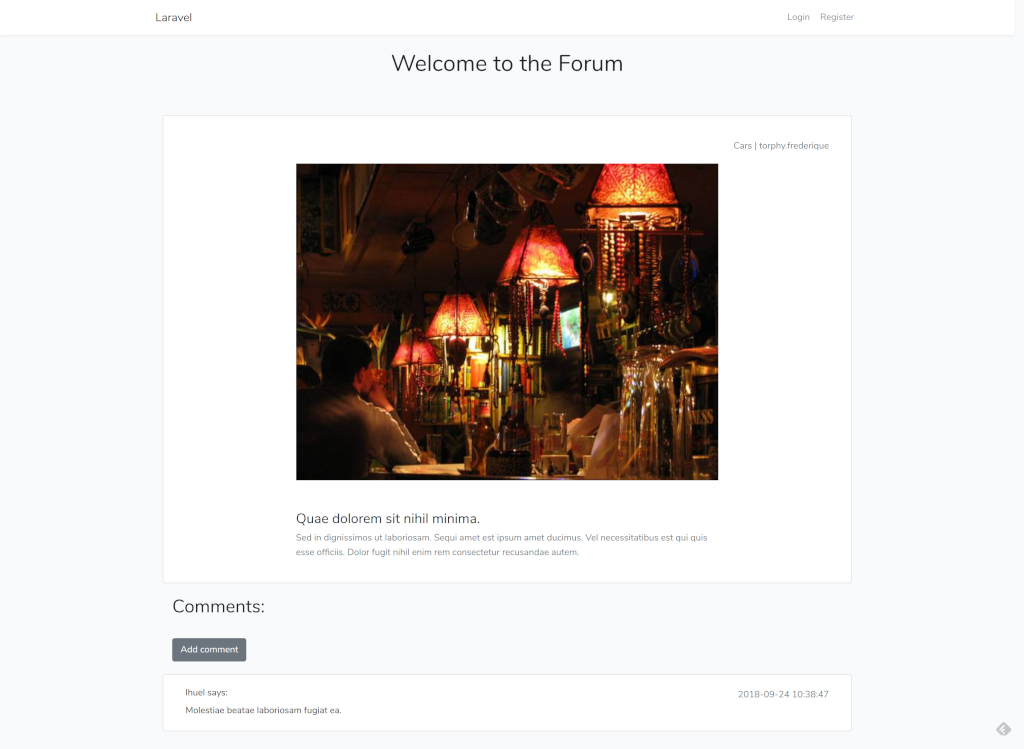 Laravel
Login Register
Welcome to the Forum
Cars | torphy.frederique
Quae dolorem sit nihil minima.
Sed in dignissimos ut laboriosam. Sequi amet est ipsum amet ducimus. Vel necessitatibus est qui quis
esse officiis. Dolor fugit nihil enim rem consectetur recusandae autem.
Comments:
Add comment
lhuel says:
2018-09-24 10:38:47
Molestiae beatae laboriosam fugiat ea.